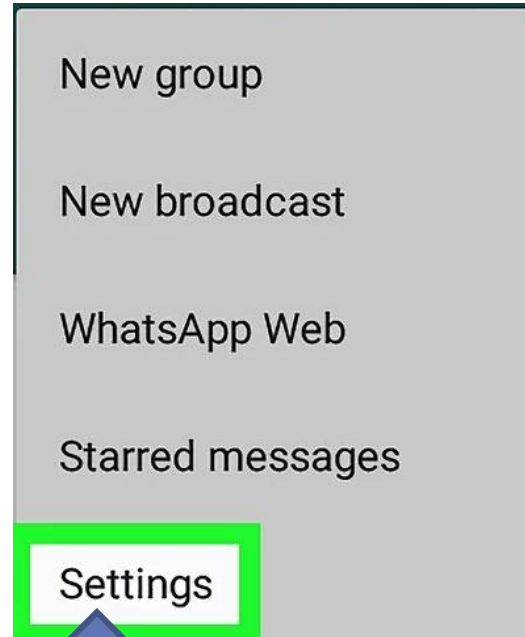 New group
New broadcast
WhatsApp Web
Starred messages
Settings